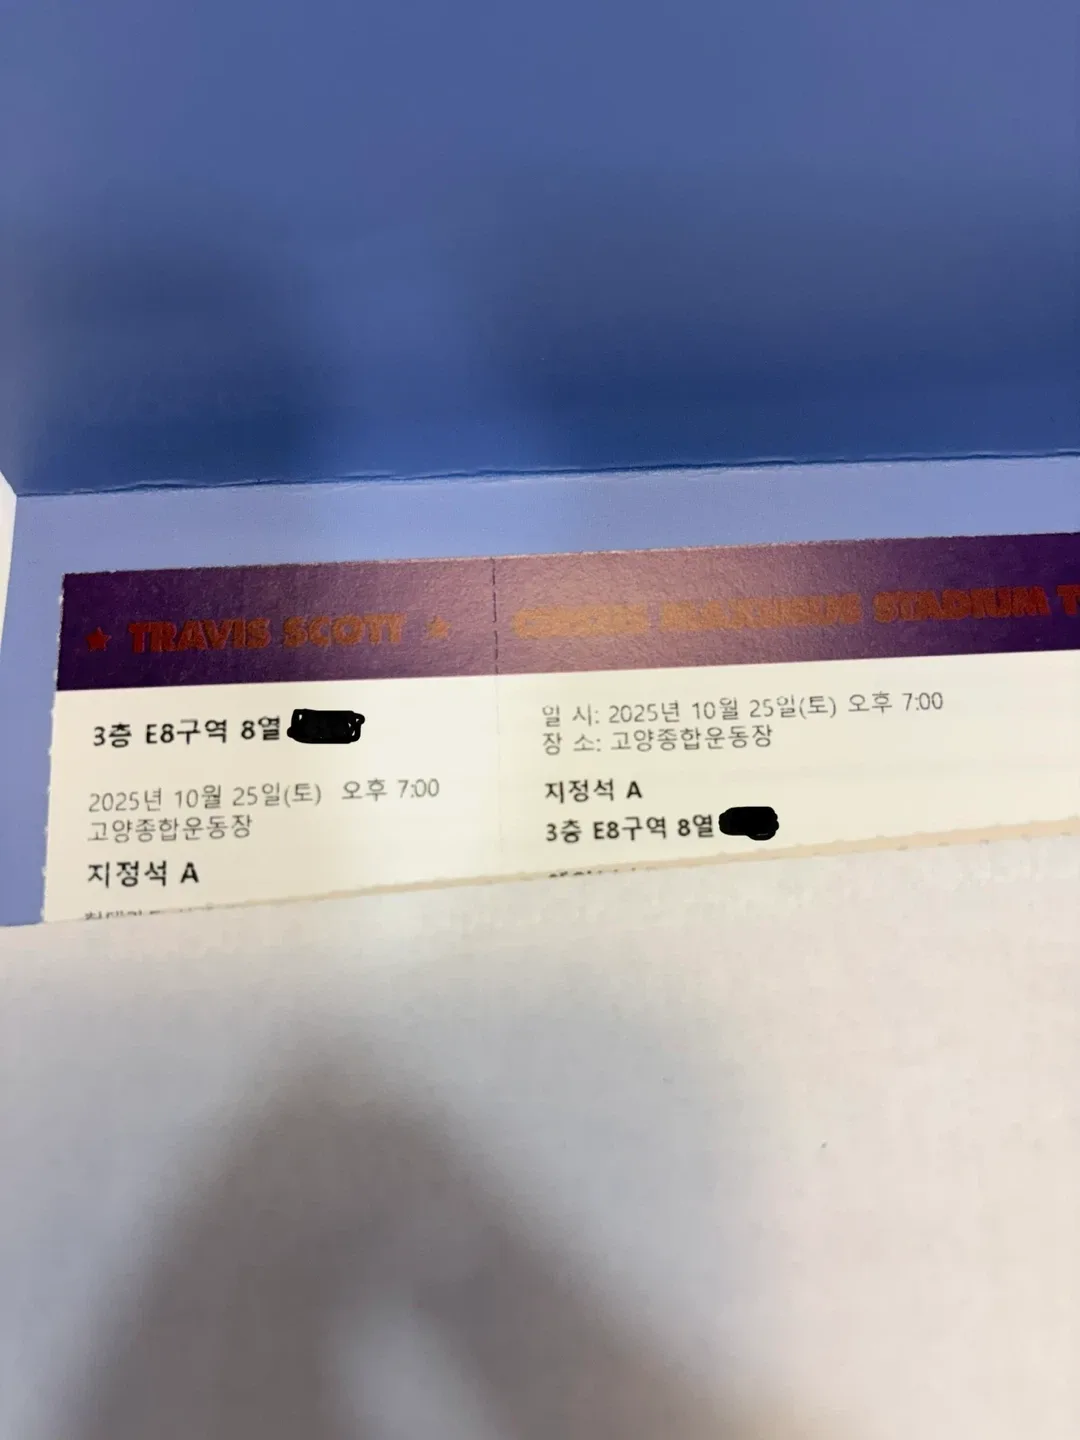 ★ TRAVIS SCOTT ★
CIRCUS MAXIMUS STADIUM T
3층 E8구역 8열
2025년 10월 25일(토) 오후 7:00
고양종합운동장
지정석 A
일 시: 2025년 10월 25일(토) 오후 7:00
장 소: 고양종합운동장
지정석 A
3층 E8구역 8열